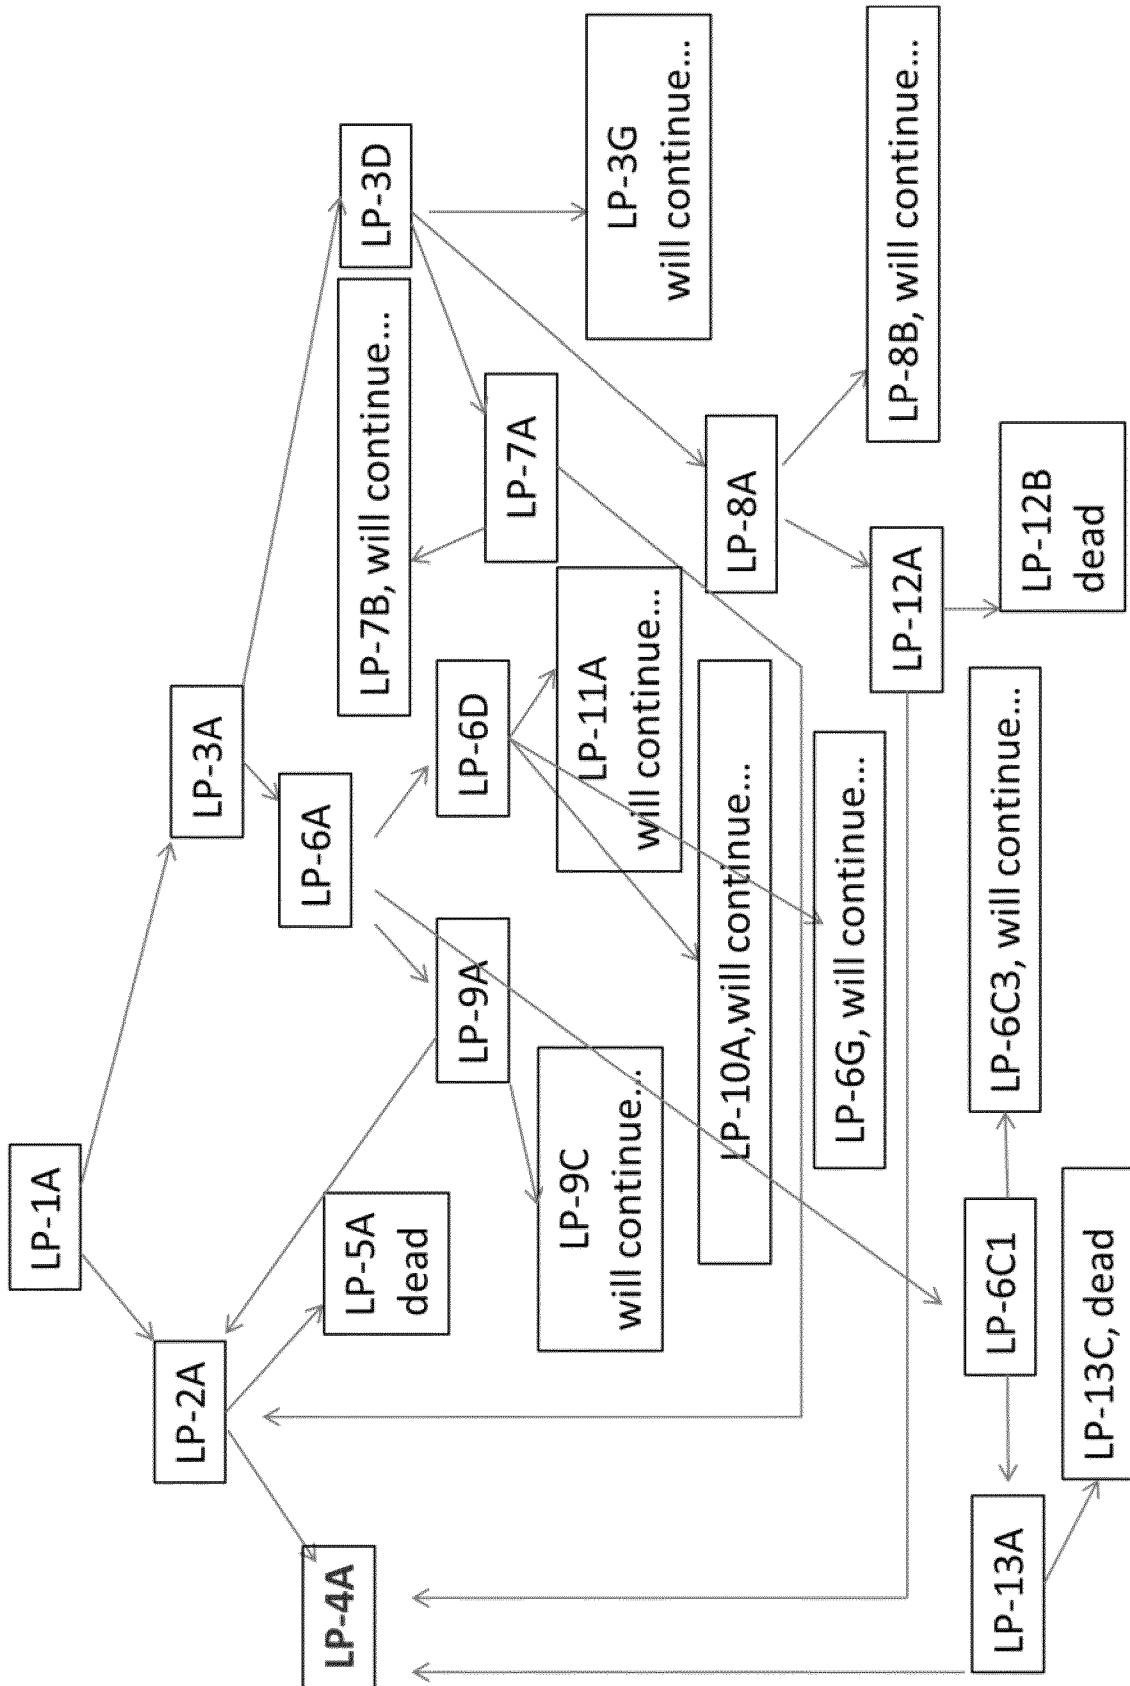 LP-1A
LP-2A
LP-3A
LP-4A
LP-5A
dead
LP-6A
LP-7B, will continue...
LP-3D
LP-9A
LP-6D
LP-7A
LP-9C
will continue...
LP-11A
will continue...
LP-3G
will continue...
LP-10A,will continue...
LP-8A
LP-6G, will continue...
LP-12A
LP-8B, will continue...
LP-13A
LP-6C1
LP-6C3, will continue...
LP-12B
dead
LP-13C, dead